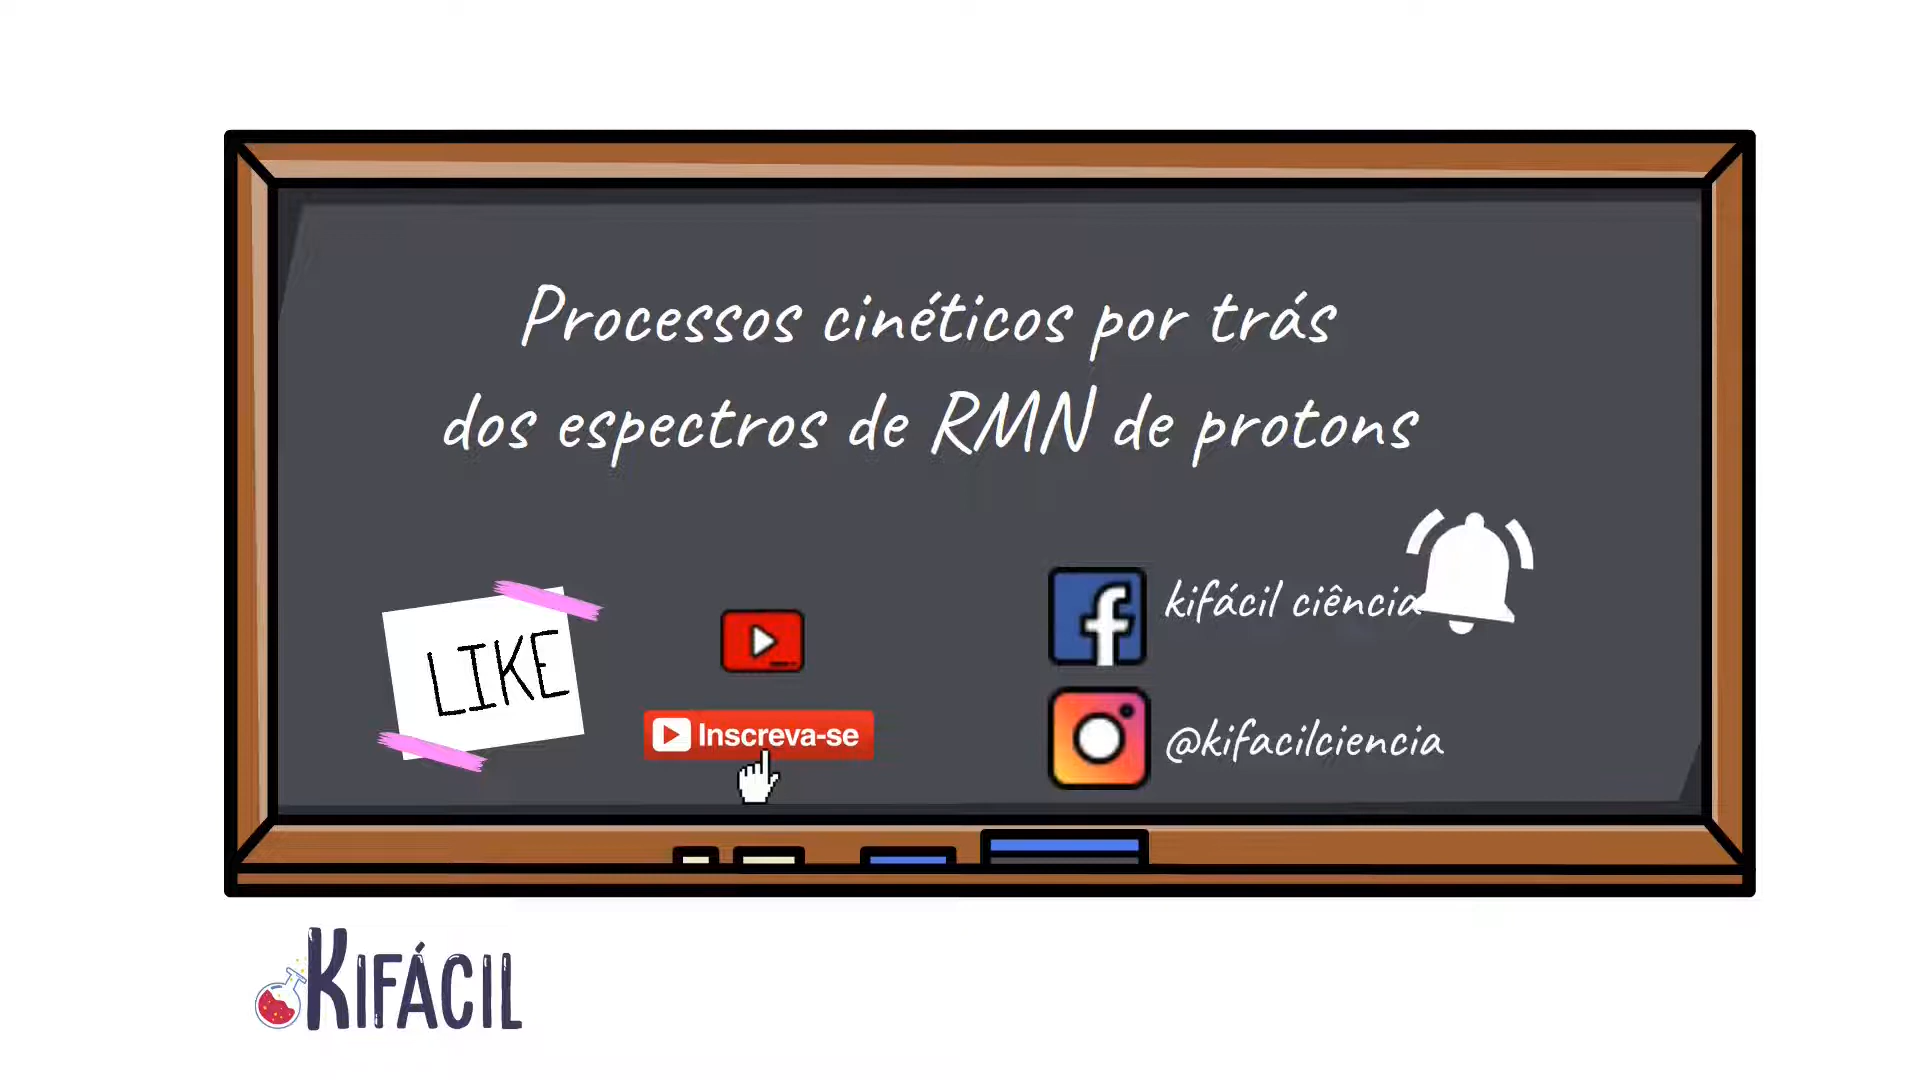 Processos cinéticos por trás
dos espectros de RMN de protons
LIKE
Inscreva-se
kifácil ciência
@kifacilciencia
KIFÁCIL